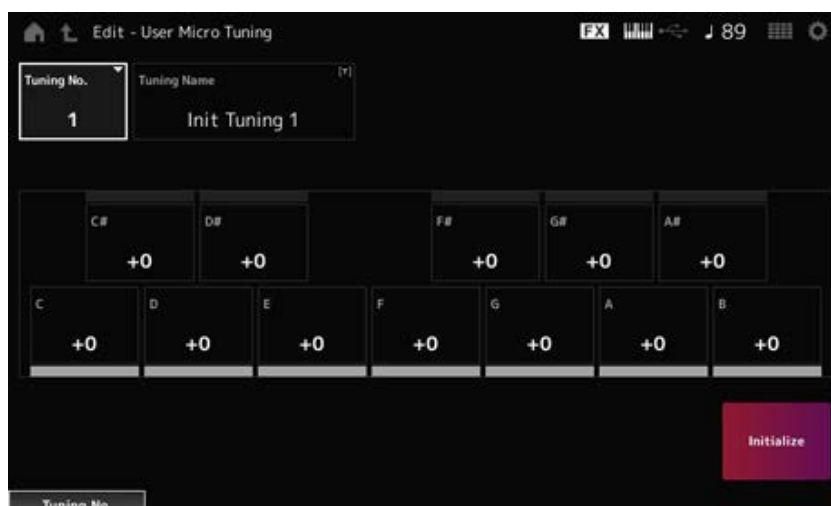 Edit - User Micro Tuning FX ♩ 89
Tuning No. Tuning Name [T]
1 Init Tuning 1
C# D# F# G# A#
+0 +0 +0 +0 +0
C D E F G A B
+0 +0 +0 +0 +0 +0 +0
Initialize
Tuning No.